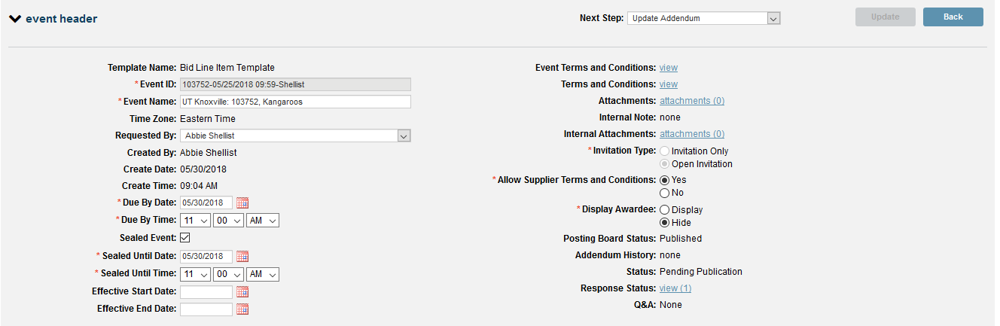 event header
Next Step: Update Addendum
Update
Back
Template Name: Bid Line Item Template
* Event ID: 103752-05/25/2018 09:59-Shellist
* Event Name: UT Knoxville: 103752, Kangaroos
Time Zone: Eastern Time
Requested By: Abbie Shellist
Created By: Abbie Shellist
Create Date: 05/30/2018
Create Time: 09:04 AM
* Due By Date: 05/30/2018
* Due By Time: 11 00 AM
Sealed Event:
* Sealed Until Date: 05/30/2018
* Sealed Until Time: 11 00 AM
Effective Start Date:
Effective End Date:
Event Terms and Conditions: view
Terms and Conditions: view
Attachments: attachments (0)
Internal Note: none
Internal Attachments: attachments (0)
* Invitation Type: Invitation Only
Open Invitation
* Allow Supplier Terms and Conditions: Yes
No
* Display Awardee: Display
Hide
Posting Board Status: Published
Addendum History: none
Status: Pending Publication
Response Status: view (1)
Q&A: None